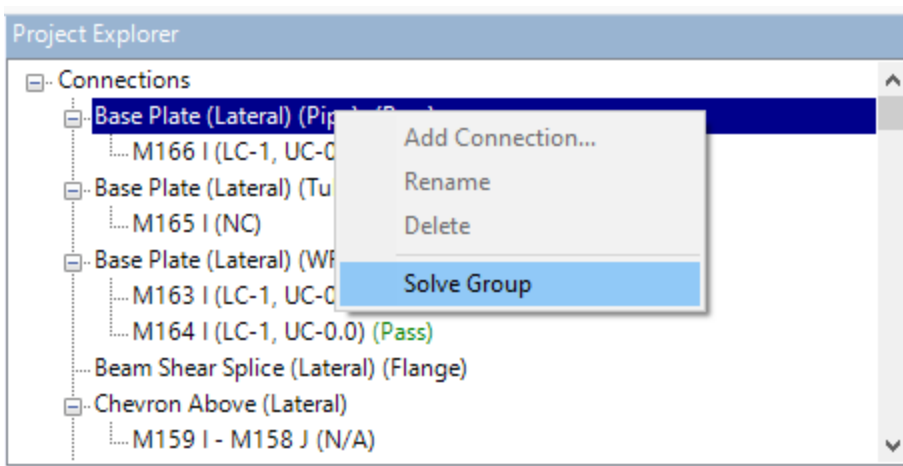 Project Explorer
Connections
Base Plate (Lateral) (Pip
Add Connection...
M166 I (LC-1, UC-0
Rename
Base Plate (Lateral) (Tu
M165 I (NC)
Delete
Base Plate (Lateral) (WF
Solve Group
M163 I (LC-1, UC-0
M164 I (LC-1, UC-0.0) (Pass)
Beam Shear Splice (Lateral) (Flange)
Chevron Above (Lateral)
M159 I - M158 J (N/A)